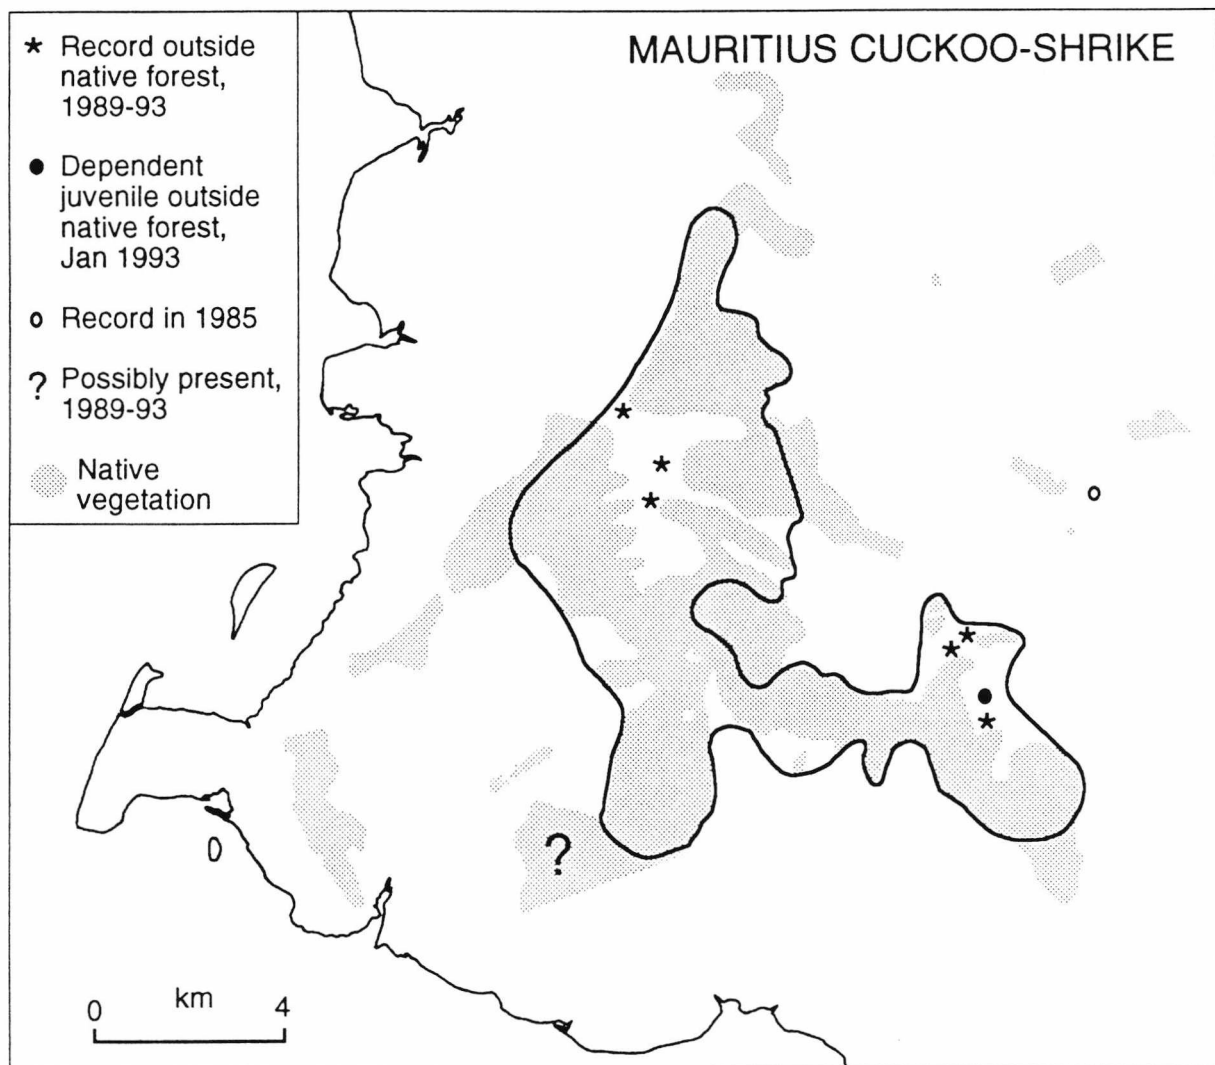 MAURITIUS CUCKOO-SHRIKE
★ Record outside
native forest,
1989-93
● Dependent
juvenile outside
native forest,
Jan 1993
o Record in 1985
? Possibly present,
1989-93
Native
vegetation
?
km
0 4